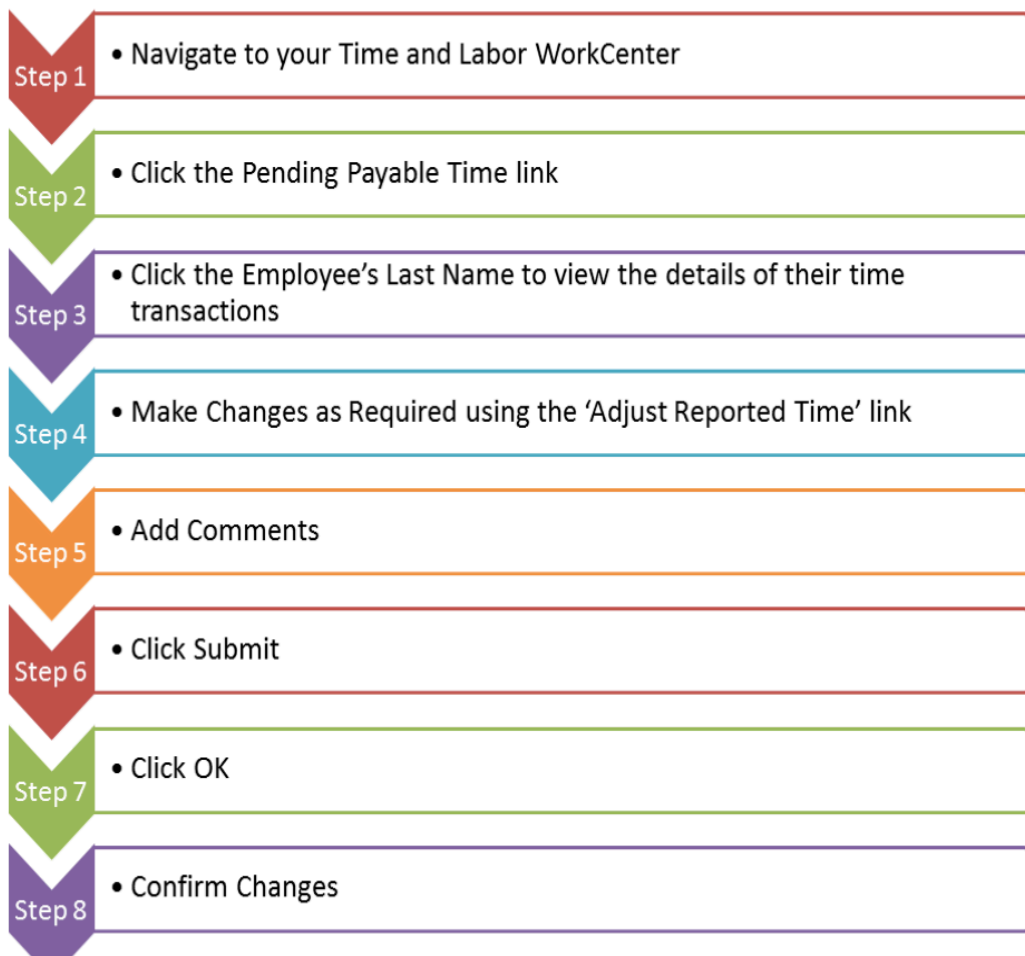 Step 1
• Navigate to your Time and Labor WorkCenter
Step 2
• Click the Pending Payable Time link
Step 3
• Click the Employee’s Last Name to view the details of their time
transactions
Step 4
• Make Changes as Required using the ‘Adjust Reported Time’ link
Step 5
• Add Comments
Step 6
• Click Submit
Step 7
• Click OK
Step 8
• Confirm Changes